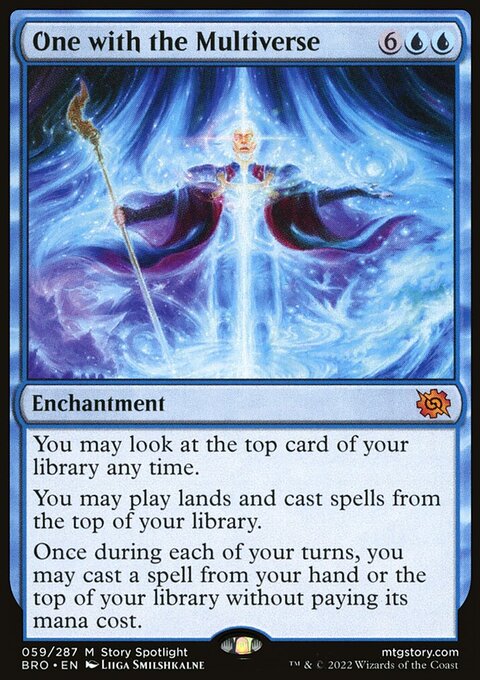 One with the Multiverse 6
Enchantment
You may look at the top card of your
library any time.
You may play lands and cast spells from
the top of your library.
Once during each of your turns, you
may cast a spell from your hand or the
top of your library without paying its
mana cost.
059/287 M Story Spotlight mtgstory.com
BRO • EN Liiga Smilshkalne ™ & © 2022 Wizards of the Coast